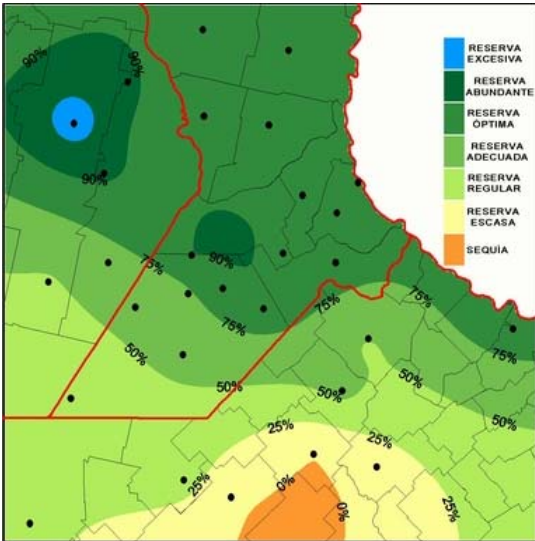 90%
90%
RESERVA
EXCESIVA
RESERVA
ABUNDANTE
RESERVA
ÓPTIMA
RESERVA
ADECUADA
RESERVA
REGULAR
RESERVA
ESCASA
SEQUÌA
90%
90%
75%
75%
75%
75%
75%
50%
50%
50%
50%
50%
25%
25%
25%
25%
0%
0%